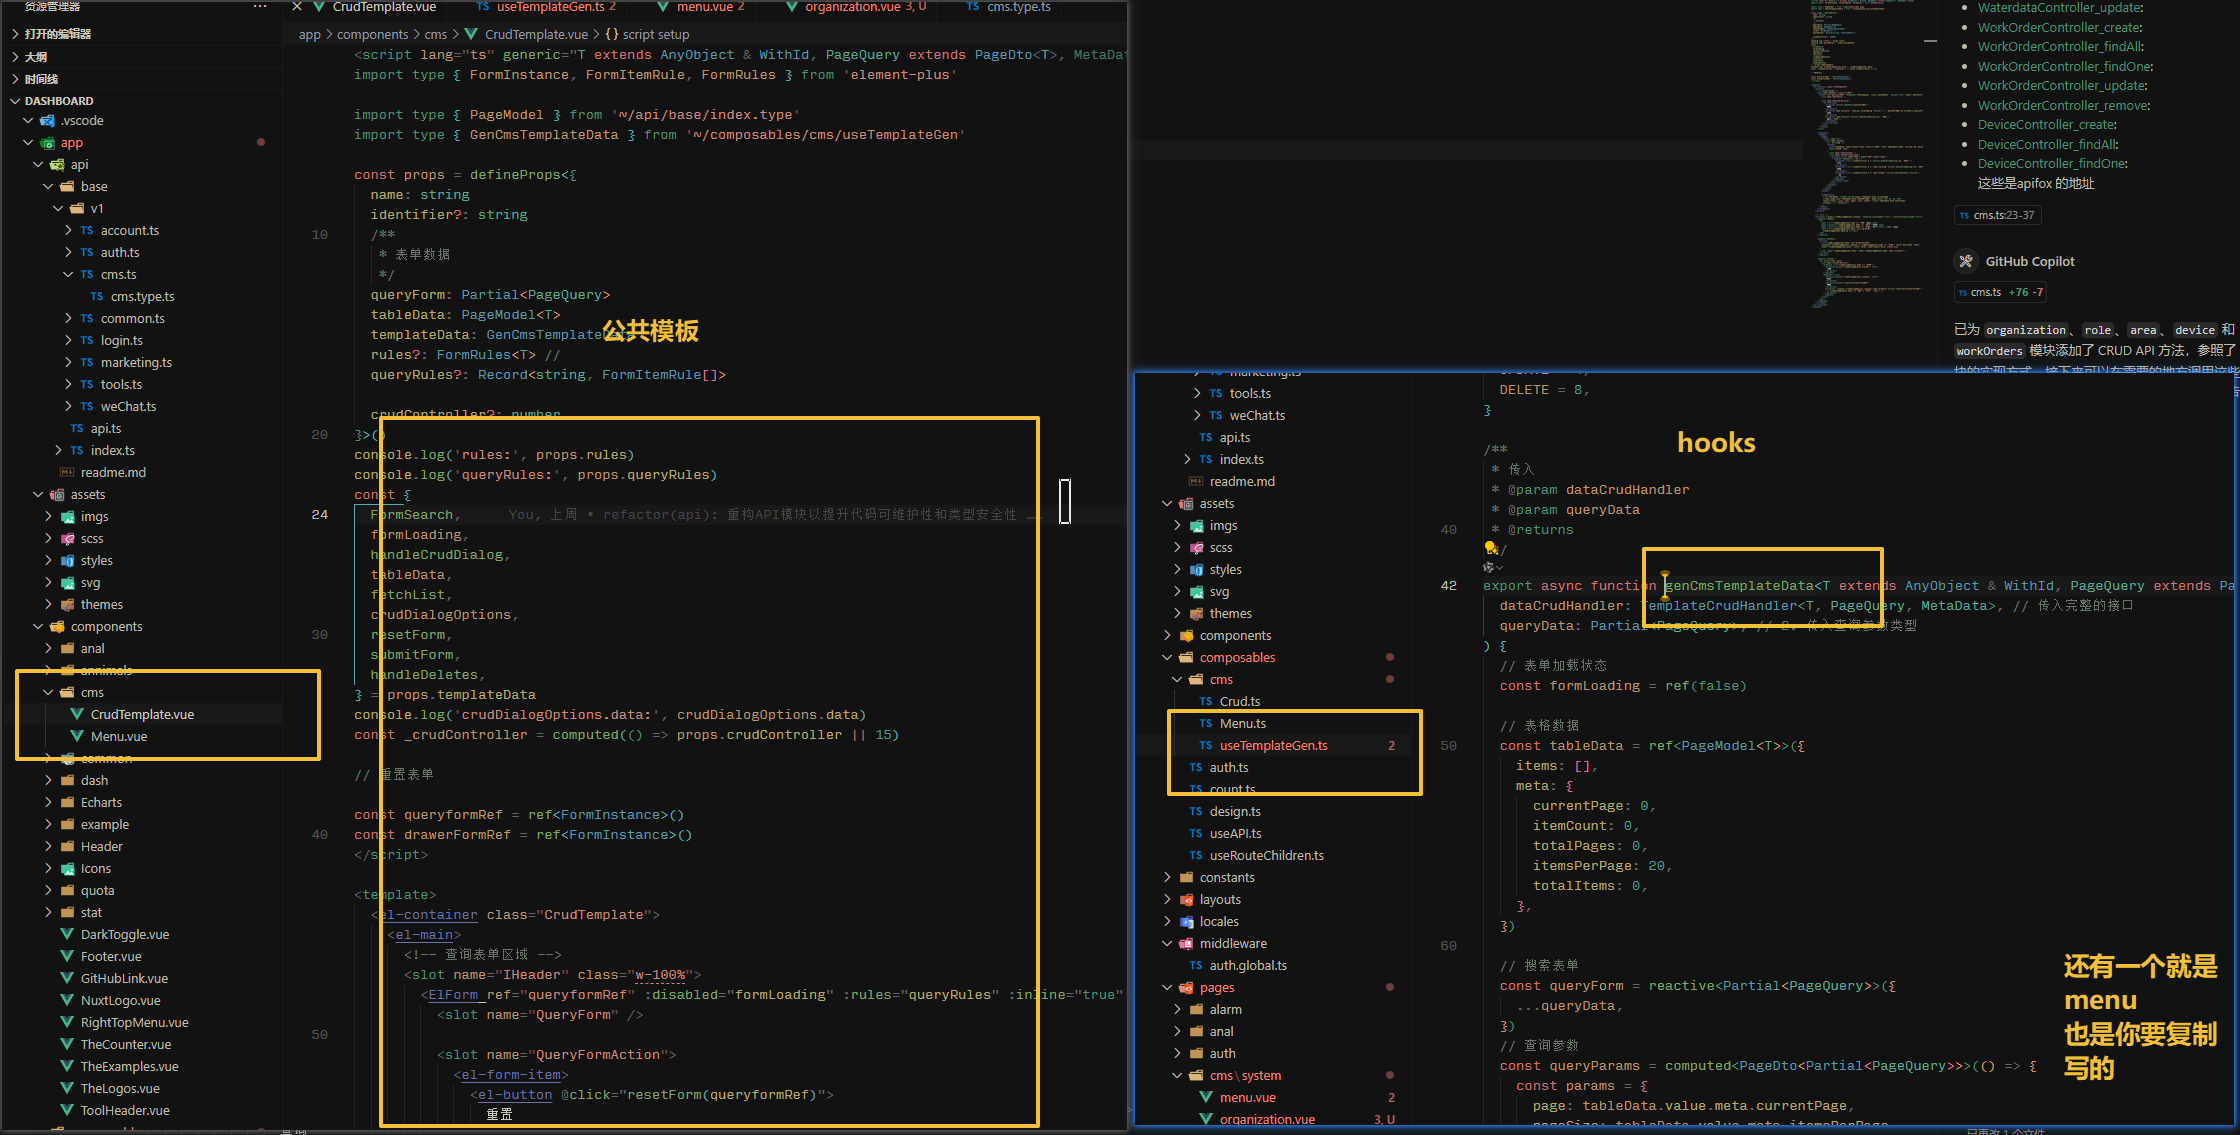 资源管理器
···
打开的编辑器
大纲
时间线
DASHBOARD
.vscode
app
api
base
v1
account.ts
auth.ts
cms.ts
cms.type.ts
common.ts
login.ts
marketing.ts
tools.ts
weChat.ts
api.ts
index.ts
readme.md
assets
imgs
scss
styles
svg
themes
components
anal
annimals
cms
CrudTemplate.vue
Menu.vue
common
dash
Echarts
example
Header
Icons
quota
stat
DarkToggle.vue
Footer.vue
GitHubLink.vue
NuxtLogo.vue
RightTopMenu.vue
TheCounter.vue
TheExamples.vue
TheLogos.vue
ToolHeader.vue
CrudTemplate.vue
useTemplateGen.ts 2
menu.vue 2
organization.vue 3, U
cms.type.ts
app > components > cms > CrudTemplate.vue > {} script setup
<script lang="ts" generic="T extends AnyObject & WithId, PageQuery extends PageDto<T>, MetaDat
import type { FormInstance, FormItemRule, FormRules } from 'element-plus'
import type { PageModel } from '~/api/base/index.type'
import type { GenCmsTemplateData } from '~/composables/cms/useTemplateGen'
const props = defineProps<{
name: string
identifier?: string
10 /**
* 表单数据
*/
queryForm: Partial<PageQuery>
tableData: PageModel<T>
templateData: GenCmsTemplateData
公共模板
rules?: FormRules<T> //
queryRules?: Record<string, FormItemRule[]>
crudController?: number
20 }>()
console.log('rules:', props.rules)
console.log('queryRules:', props.queryRules)
const {
24 FormSearch, You, 上周 • refactor(api): 重构API模块以提升代码可维护性和类型安全性 ……
formLoading,
handleCrudDialog,
tableData,
fetchList,
crudDialogOptions,
30 resetForm,
submitForm,
handleDeletes,
} = props.templateData
console.log('crudDialogOptions.data:', crudDialogOptions.data)
const _crudController = computed(() => props.crudController || 15)
// 重置表单
const queryformRef = ref<FormInstance>()
40 const drawerFormRef = ref<FormInstance>()
</script>
<template>
<el-container class="CrudTemplate">
<el-main>
<!-- 查询表单区域 -->
<slot name="IHeader" class="w-100%">
<ElForm ref="queryformRef" :disabled="formLoading" :rules="queryRules" :inline="true"
<slot name="QueryForm" />
50
<slot name="QueryFormAction">
<el-form-item>
<el-button @click="resetForm(queryformRef)">
重置
WaterdataController_update:
WorkOrderController_create:
WorkOrderController_findAll:
WorkOrderController_findOne:
WorkOrderController_update:
WorkOrderController_remove:
DeviceController_create:
DeviceController_findAll:
DeviceController_findOne:
这些是apifox 的地址
cms.ts:23-37
GitHub Copilot
cms.ts +76 -7
已为 organization、role、area、device 和
workOrders 模块添加了 CRUD API 方法，参照了
marketing.ts
tools.ts
weChat.ts
api.ts
index.ts
readme.md
assets
imgs
scss
styles
svg
themes
components
composables
cms
Crud.ts
Menu.ts
useTemplateGen.ts 2
auth.ts
count.ts
design.ts
useAPI.ts
useRouteChildren.ts
constants
layouts
locales
middleware
auth.global.ts
pages
alarm
anal
auth
cms\system
menu.vue 2
organization.vue 3, U
DELETE = 8,
}
hooks
/**
* 传入
* @param dataCrudHandler
* @param queryData
40 * @returns
*/
42 export async function genCmsTemplateData<T extends AnyObject & WithId, PageQuery extends Pa
dataCrudHandler: TemplateCrudHandler<T, PageQuery, MetaData>, // 传入完整的接口
queryData: Partial<PageQuery>, // 2. 传入查询参数类型
) {
// 表单加载状态
const formLoading = ref(false)
// 表格数据
50 const tableData = ref<PageModel<T>>({
items: [],
meta: {
currentPage: 0,
itemCount: 0,
totalPages: 0,
itemsPerPage: 20,
totalItems: 0,
},
})
60
// 搜索表单
const queryForm = reactive<Partial<PageQuery>>({
...queryData,
})
// 查询参数
const queryParams = computed<PageDto<Partial<PageQuery>>>(() => {
const params = {
page: tableData.value.meta.currentPage,
pageSize: tableData.value.meta.itemsPerPage
还有一个就是
menu
也是你要复制
写的